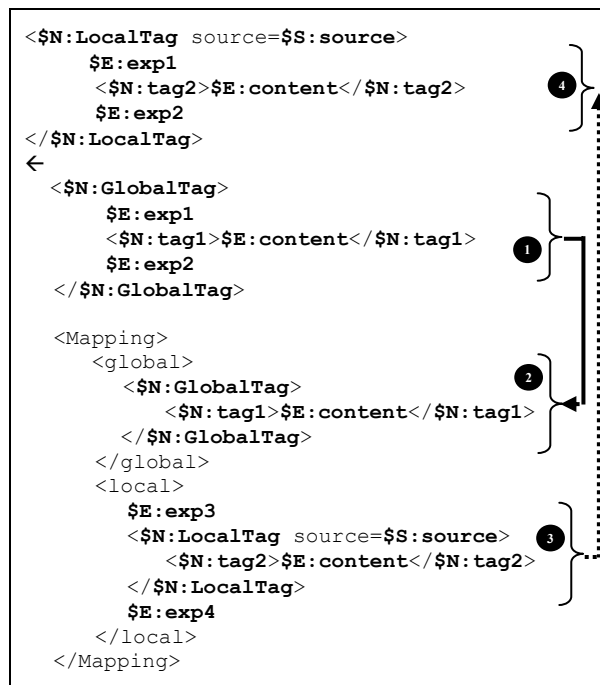 <$N:LocalTag source=$S:source>
$E:exp1
<$N:tag2>$E:content</$N:tag2>
4
$E:exp2
</$N:LocalTag>
←
<$N:GlobalTag>
$E:exp1
<$N:tag1>$E:content</$N:tag1>
1
$E:exp2
</$N:GlobalTag>
<Mapping>
<global>
2
<$N:GlobalTag>
<$N:tag1>$E:content</$N:tag1>
</$N:GlobalTag>
</global>
<local>
$E:exp3
<$N:LocalTag source=$S:source>
3
<$N:tag2>$E:content</$N:tag2>
</$N:LocalTag>
$E:exp4
</local>
</Mapping>